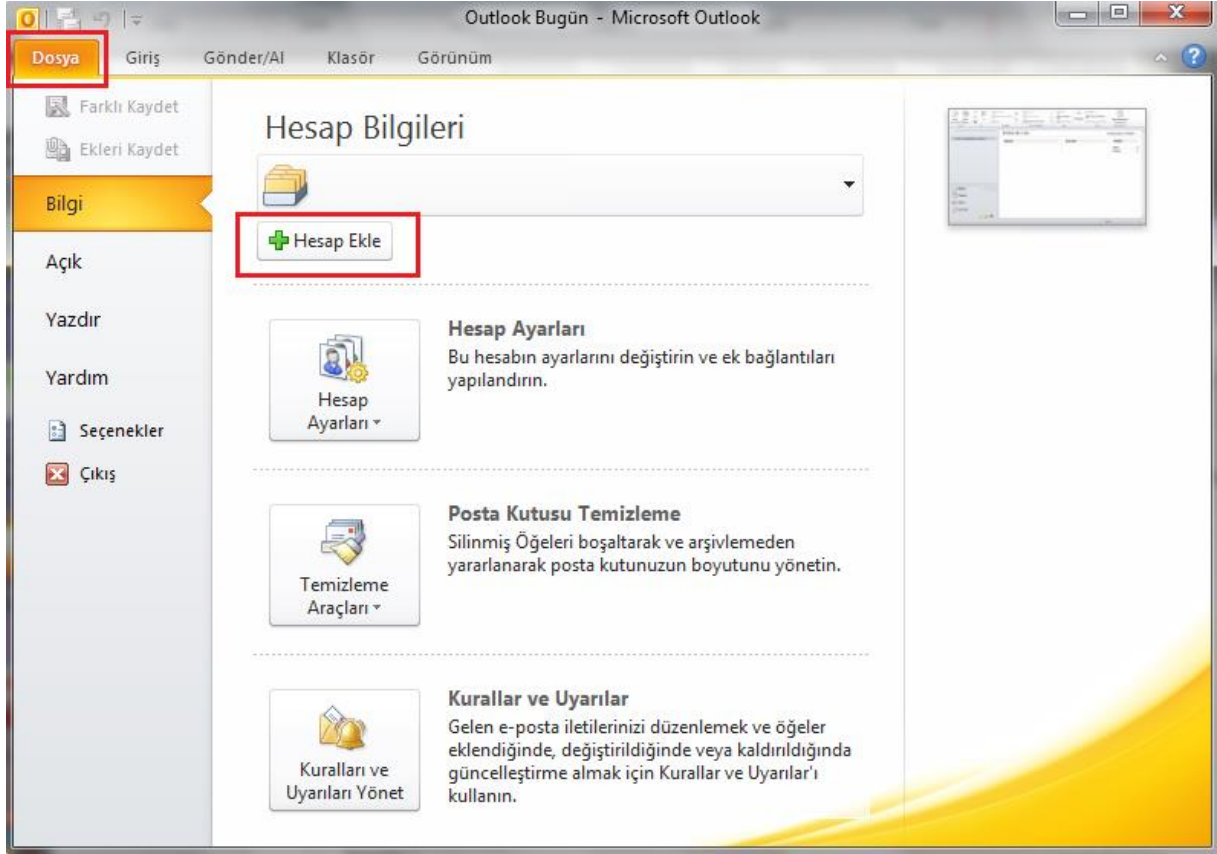 Outlook Bugün - Microsoft Outlook
Dosya Giriş Gönder/Al Klasör Görünüm
Farklı Kaydet
Ekleri Kaydet
Bilgi
Açık
Yazdır
Yardım
Seçenekler
Çıkış
Hesap Bilgileri
Hesap Ekle
Hesap
Ayarları
Hesap Ayarları
Bu hesabın ayarlarını değiştirin ve ek bağlantıları
yapılandırın.
Temizleme
Araçları
Posta Kutusu Temizleme
Silinmiş Öğeleri boşaltarak ve arşivlemeden
yararlanarak posta kutunuzun boyutunu yönetin.
Kuralları ve
Uyarıları Yönet
Kurallar ve Uyarılar
Gelen e-posta iletilerinizi düzenlemek ve öğeler
eklendiğinde, değiştirildiğinde veya kaldırıldığında
güncelleştirme almak için Kurallar ve Uyarılar'ı
kullanın.